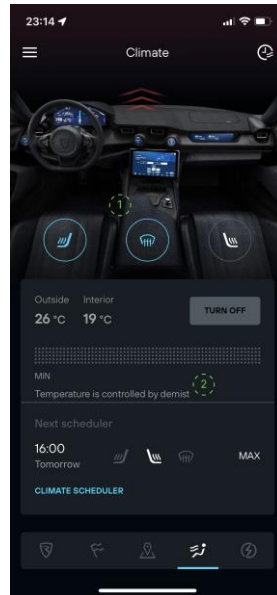 23:14
Climate
1
Outside Interior
26 °C 19 °C
TURN OFF
MIN
Temperature is controlled by demist
2
Next scheduler
16:00
Tomorrow
MAX
CLIMATE SCHEDULER